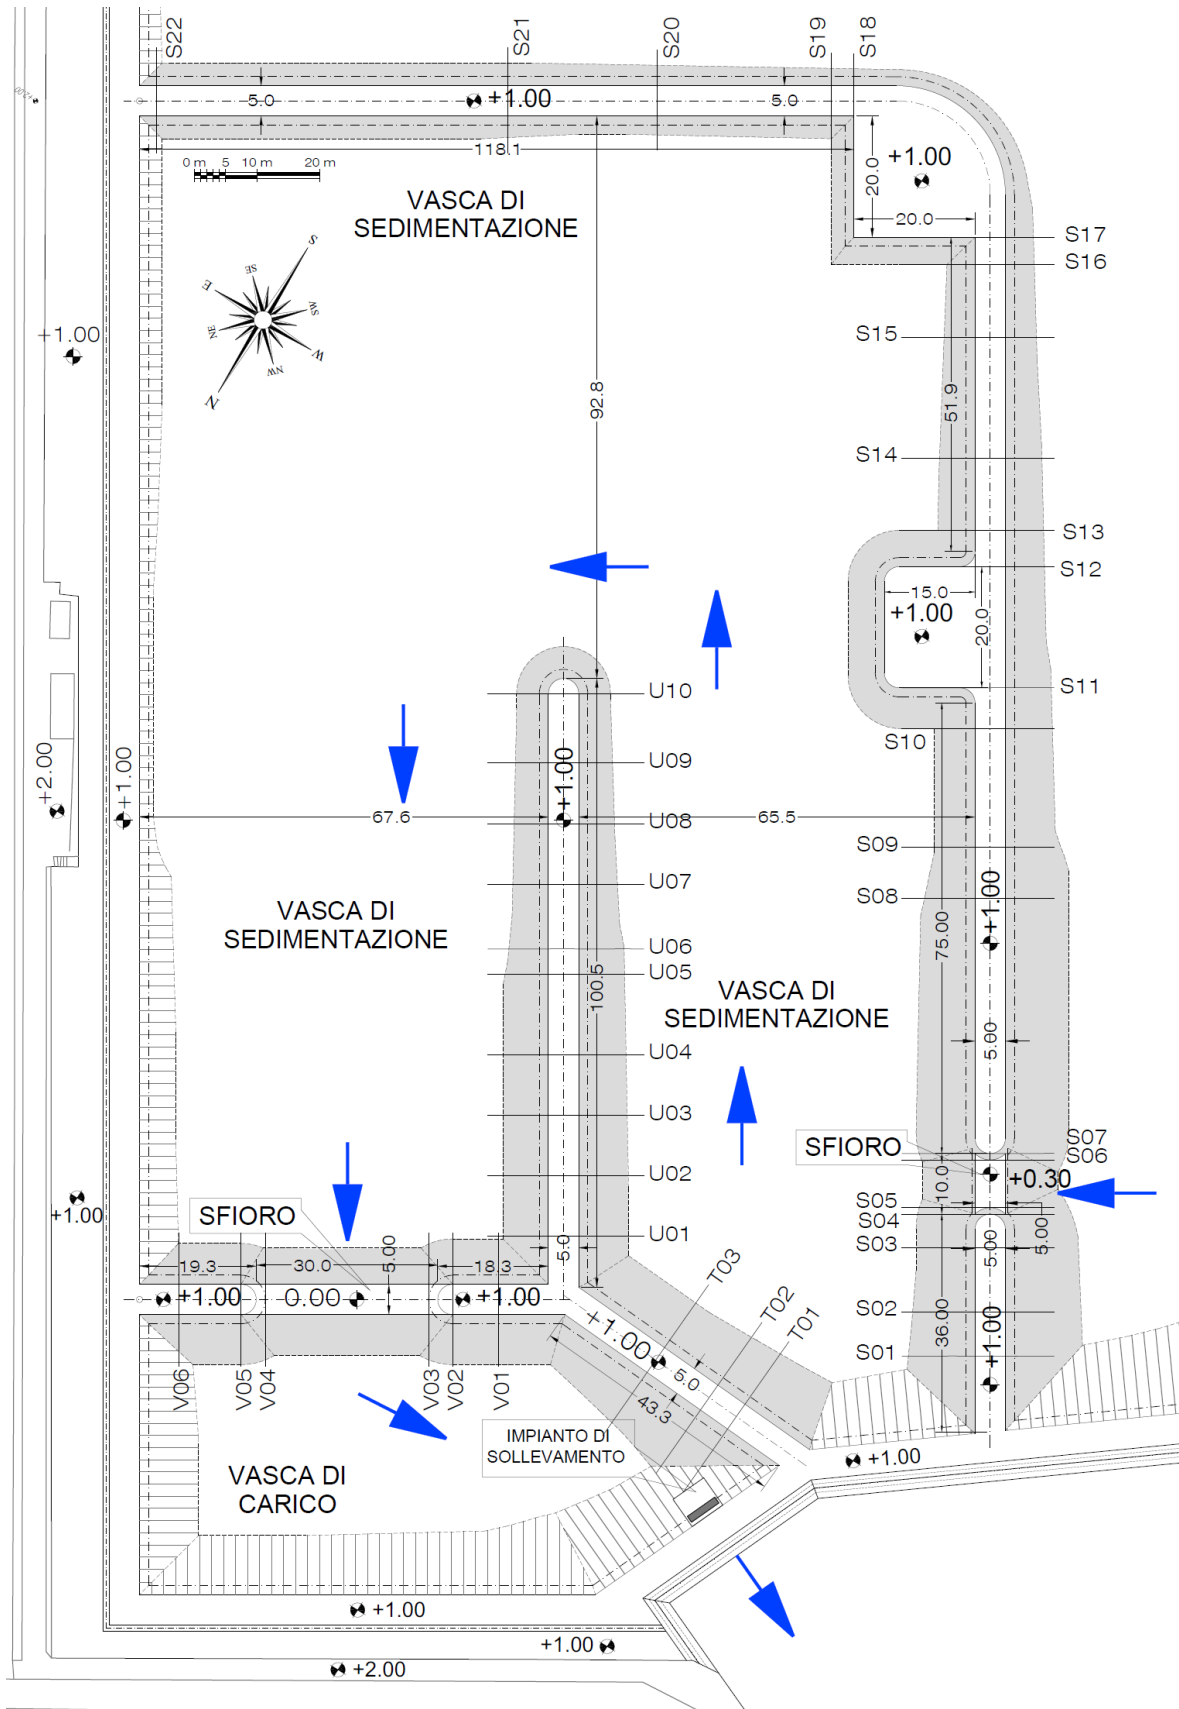 S22
S21
S20
S19
S18
+2.00
5.0
+1.00
5.0
118.1
0 m 5 10 m 20 m
+1.00
20.0
VASCA DI
SEDIMENTAZIONE
20.0
S17
S16
S
SE
E
SW
NE
W
NW
N
+1.00
S15
92.8
51.9
S14
S13
S12
15.0
+1.00
20.0
S11
U10
S10
+2.00
+1.00
U09
+1.00
67.6
U08
65.5
S09
U07
S08
+1.00
VASCA DI
SEDIMENTAZIONE
75.00
U06
U05
100.5
VASCA DI
SEDIMENTAZIONE
5.00
U04
U03
SFIORO
S07
S06
U02
10.0
+0.30
+1.00
SFIORO
S05
S04
U01
5.0
5.00
S03
5.00
5.00
19.3
30.0
18.3
T03
+1.00
0.00
+1.00
T02
T01
S02
36.00
+1.00
5.0
S01
+1.00
V06
V05
V04
V03
V02
V01
43.3
IMPIANTO DI
SOLLEVAMENTO
+1.00
VASCA DI
CARICO
+1.00
+1.00
+2.00